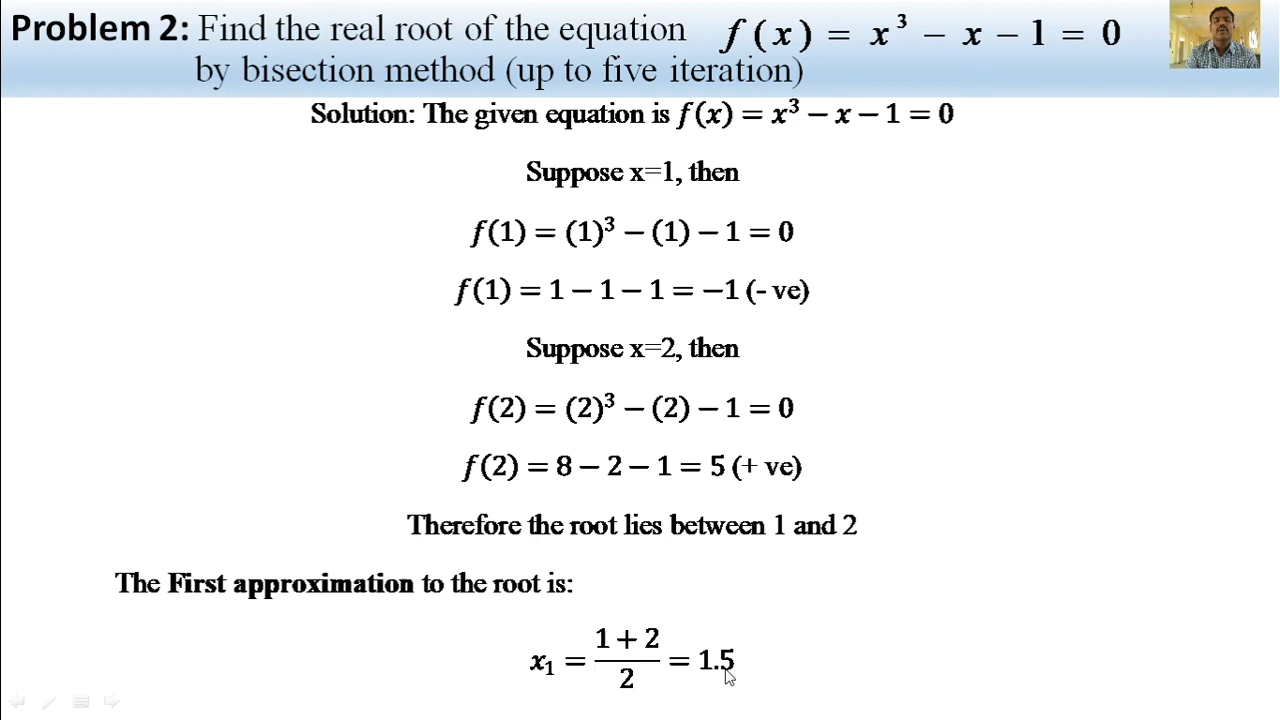 Problem 2: Find the real root of the equation f(x) = x³ − x − 1 = 0
by bisection method (up to five iteration)
Solution: The given equation is f(x) = x³ − x − 1 = 0
Suppose x=1, then
f(1) = (1)³ − (1) − 1 = 0
f(1) = 1 − 1 − 1 = −1 (- ve)
Suppose x=2, then
f(2) = (2)³ − (2) − 1 = 0
f(2) = 8 − 2 − 1 = 5 (+ ve)
Therefore the root lies between 1 and 2
The First approximation to the root is:
x₁ = (1 + 2)/2 = 1.5